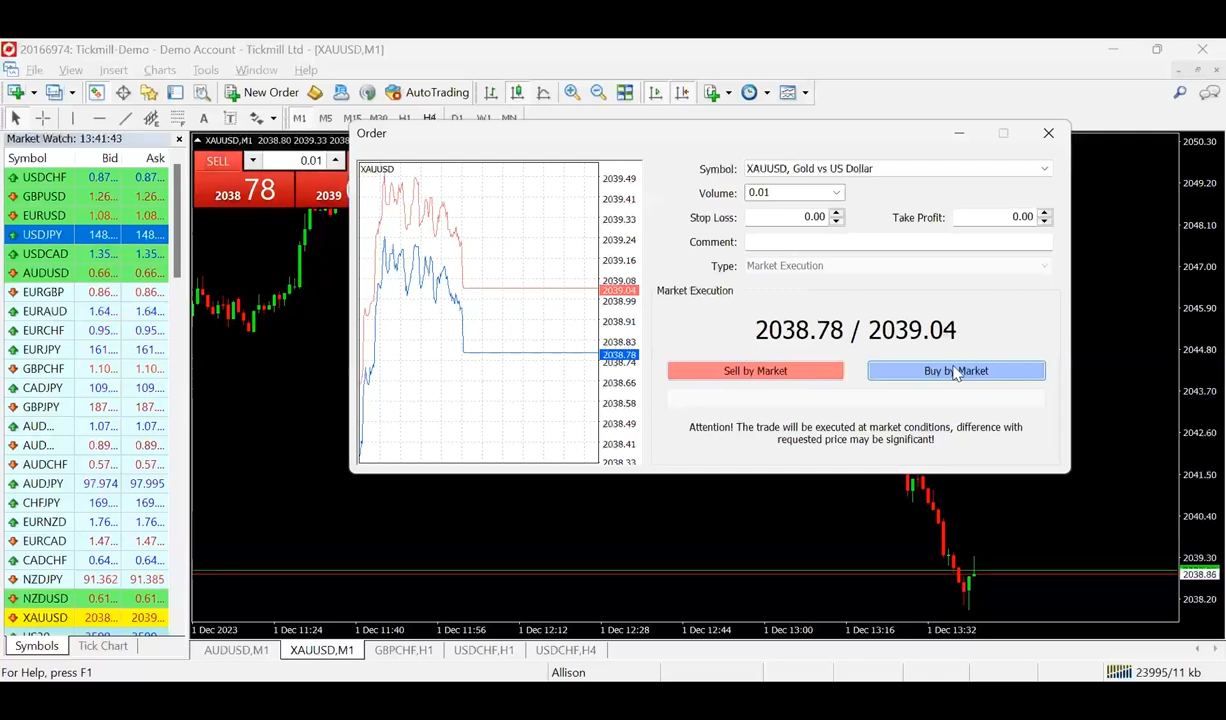 20166974: Tickmill-Demo - Demo Account - Tickmill Ltd - [XAUUSD,M1]
File View Insert Charts Tools Window Help
New Order AutoTrading
M1 M5 M15 M30 H1 H4 D1 W1 MN
Market Watch: 13:41:43
Symbol Bid Ask
USDCHF 0.87... 0.87...
GBPUSD 1.26... 1.26...
EURUSD 1.08... 1.08...
USDJPY 148.... 148....
USDCAD 1.35... 1.35...
AUDUSD 0.66... 0.66...
EURGBP 0.86... 0.86...
EURAUD 1.64... 1.64...
EURCHF 0.95... 0.95...
EURJPY 161.... 161....
GBPCHF 1.10... 1.10...
CADJPY 109.... 109....
GBPJPY 187.... 187....
AUD... 1.07... 1.07...
AUD... 0.89... 0.89...
AUDCHF 0.57... 0.57...
AUDJPY 97.974 97.995
CHFJPY 169.... 169....
EURNZD 1.76... 1.76...
EURCAD 1.47... 1.47...
CADCHF 0.64... 0.64...
NZDJPY 91.362 91.385
NZDUSD 0.61... 0.61...
XAUUSD 2038... 2039...
Symbols Tick Chart
XAUUSD,M1 2038.80 2039.33 2038
SELL 0.01
2038 78 2039
Order
XAUUSD
2039.49
2039.41
2039.33
2039.24
2039.16
2039.08
2039.04
2038.99
2038.91
2038.83
2038.78
2038.74
2038.66
2038.58
2038.49
2038.41
2038.33
Symbol: XAUUSD, Gold vs US Dollar
Volume: 0.01
Stop Loss: 0.00 Take Profit: 0.00
Comment:
Type: Market Execution
Market Execution
2038.78 / 2039.04
Sell by Market Buy by Market
Attention! The trade will be executed at market conditions, difference with
requested price may be significant!
2050.30
2049.20
2048.10
2047.00
2045.90
2044.80
2043.70
2042.60
2041.50
2040.40
2039.30
2038.86
2038.20
1 Dec 2023 1 Dec 11:24 1 Dec 11:40 1 Dec 11:56 1 Dec 12:12 1 Dec 12:28 1 Dec 12:44 1 Dec 13:00 1 Dec 13:16 1 Dec 13:32
AUDUSD,M1 XAUUSD,M1 GBPCHF,H1 USDCHF,H1 USDCHF,H4
For Help, press F1 Allison 23995/11 kb